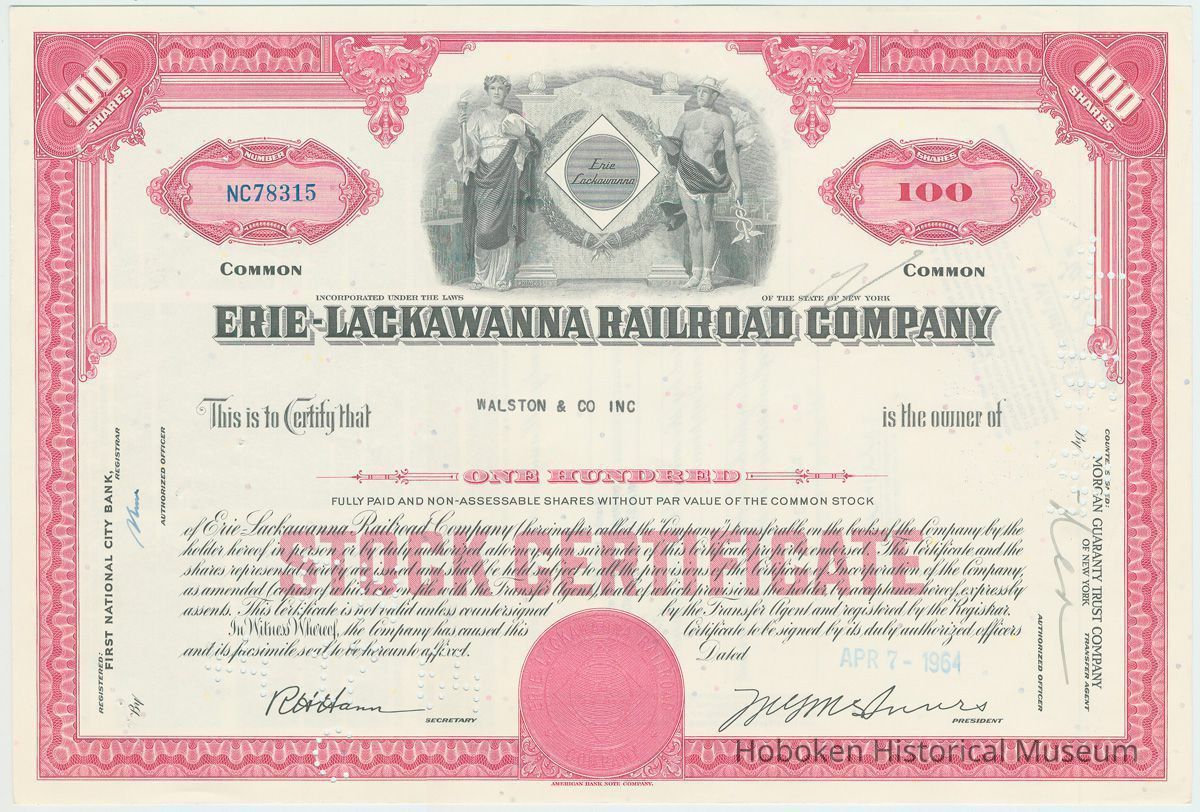 100 SHARES
100 SHARES
NUMBER
NC78315
SHARES
100
Erie
Lackawanna
COMMON
COMMON
INCORPORATED UNDER THE LAWS OF THE STATE OF NEW YORK
ERIE-LACKAWANNA RAILROAD COMPANY
This is to Certify that WALSTON & CO INC is the owner of
ONE HUNDRED
FULLY PAID AND NON-ASSESSABLE SHARES WITHOUT PAR VALUE OF THE COMMON STOCK
of Erie-Lackawanna Railroad Company (hereinafter called the "Company") transferable on the books of the Company by the
holder hereof in person or by duly authorized attorney upon surrender of this Certificate properly endorsed. This Certificate and the
shares represented hereby are issued and shall be held subject to all the provisions of the Certificate of Incorporation of the Company,
as amended (copies of which are on file with the Transfer Agent), to all of which provisions the holder, by acceptance hereof, expressly
assents. This Certificate is not valid unless countersigned by the Transfer Agent and registered by the Registrar.
STOCK CERTIFICATE
In Witness Whereof, the Company has caused this Certificate to be signed by its duly authorized officers
and its facsimile seal to be hereunto affixed. Dated APR 7 - 1964
SECRETARY
PRESIDENT
REGISTERED:
FIRST NATIONAL CITY BANK,
REGISTRAR
By
AUTHORIZED OFFICER
MORGAN GUARANTY TRUST COMPANY
OF NEW YORK
TRANSFER AGENT
By
AUTHORIZED OFFICER
AMERICAN BANK NOTE COMPANY.
Hoboken Historical Museum